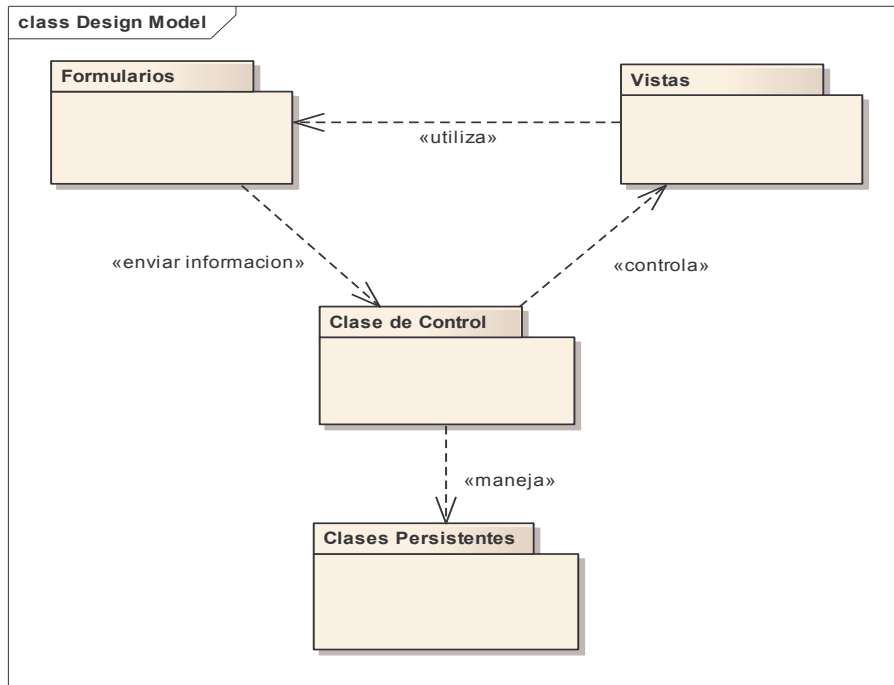 class Design Model
Formularios
Vistas
«utiliza»
«enviar informacion»
«controla»
Clase de Control
«maneja»
Clases Persistentes